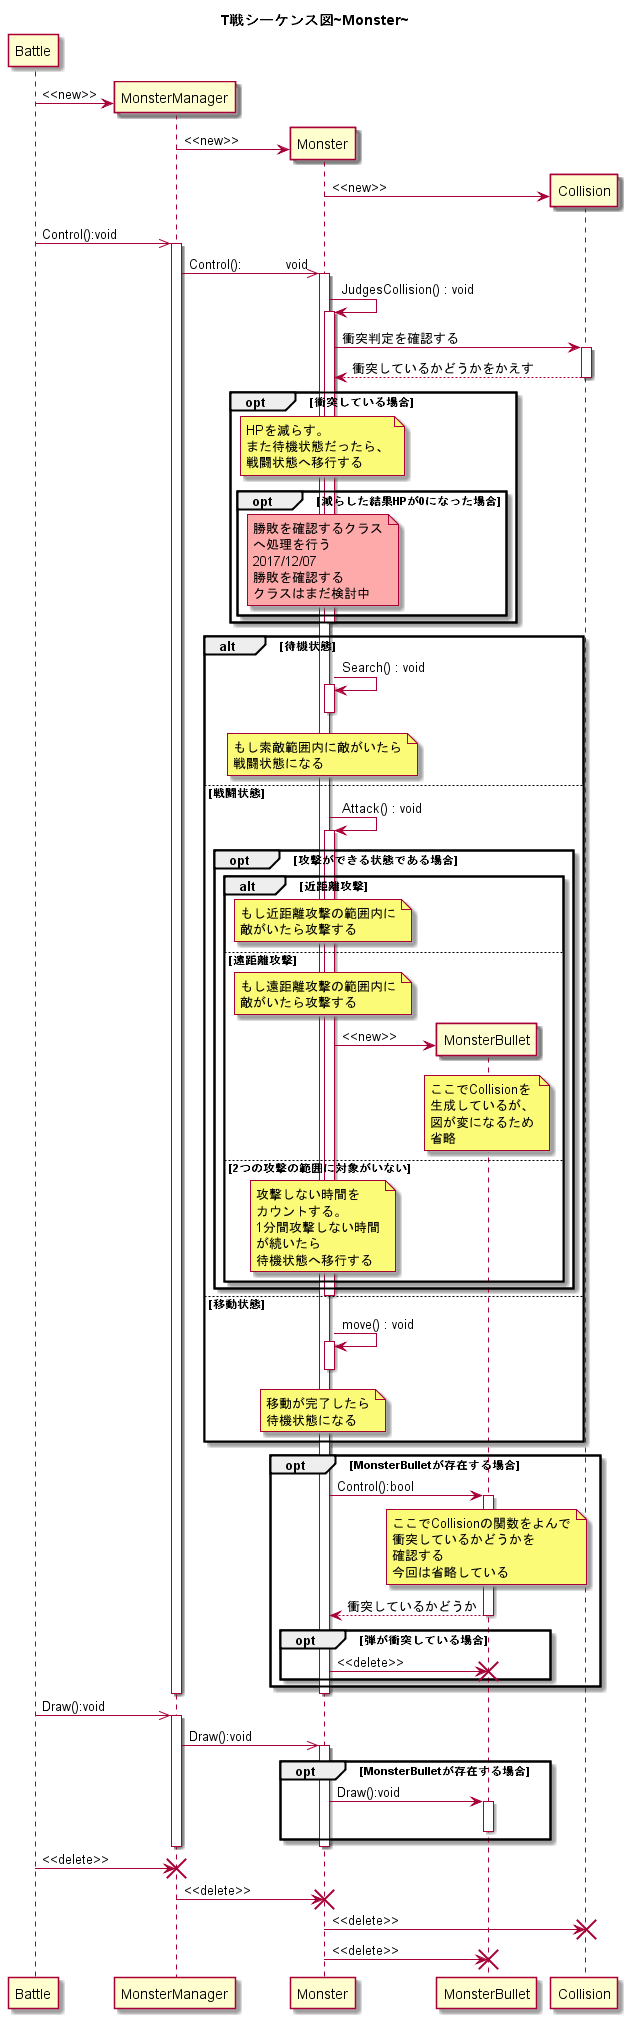 T戦シーケンス図~Monster~
Battle
<<new>>
MonsterManager
<<new>>
Monster
<<new>>
Collision
Control():void
Control(): void
JudgesCollision() : void
衝突判定を確認する
衝突しているかどうかをかえす
opt [衝突している場合]
HPを減らす。
また待機状態だったら、
戦闘状態へ移行する
opt [減らした結果HPが0になった場合]
勝敗を確認するクラス
へ処理を行う
2017/12/07
勝敗を確認する
クラスはまだ検討中
alt [待機状態]
Search() : void
もし索敵範囲内に敵がいたら
戦闘状態になる
[戦闘状態]
Attack() : void
opt [攻撃ができる状態である場合]
alt [近距離攻撃]
もし近距離攻撃の範囲内に
敵がいたら攻撃する
[遠距離攻撃]
もし遠距離攻撃の範囲内に
敵がいたら攻撃する
<<new>>
MonsterBullet
ここでCollisionを
生成しているが、
図が変になるため
省略
[2つの攻撃の範囲に対象がいない]
攻撃しない時間を
カウントする。
1分間攻撃しない時間
が続いたら
待機状態へ移行する
[移動状態]
move() : void
移動が完了したら
待機状態になる
opt [MonsterBulletが存在する場合]
Control():bool
ここでCollisionの関数をよんで
衝突しているかどうかを
確認する
今回は省略している
衝突しているかどうか
opt [弾が衝突している場合]
<<delete>>
Draw():void
Draw():void
opt [MonsterBulletが存在する場合]
Draw():void
<<delete>>
<<delete>>
<<delete>>
<<delete>>
Battle MonsterManager Monster MonsterBullet Collision